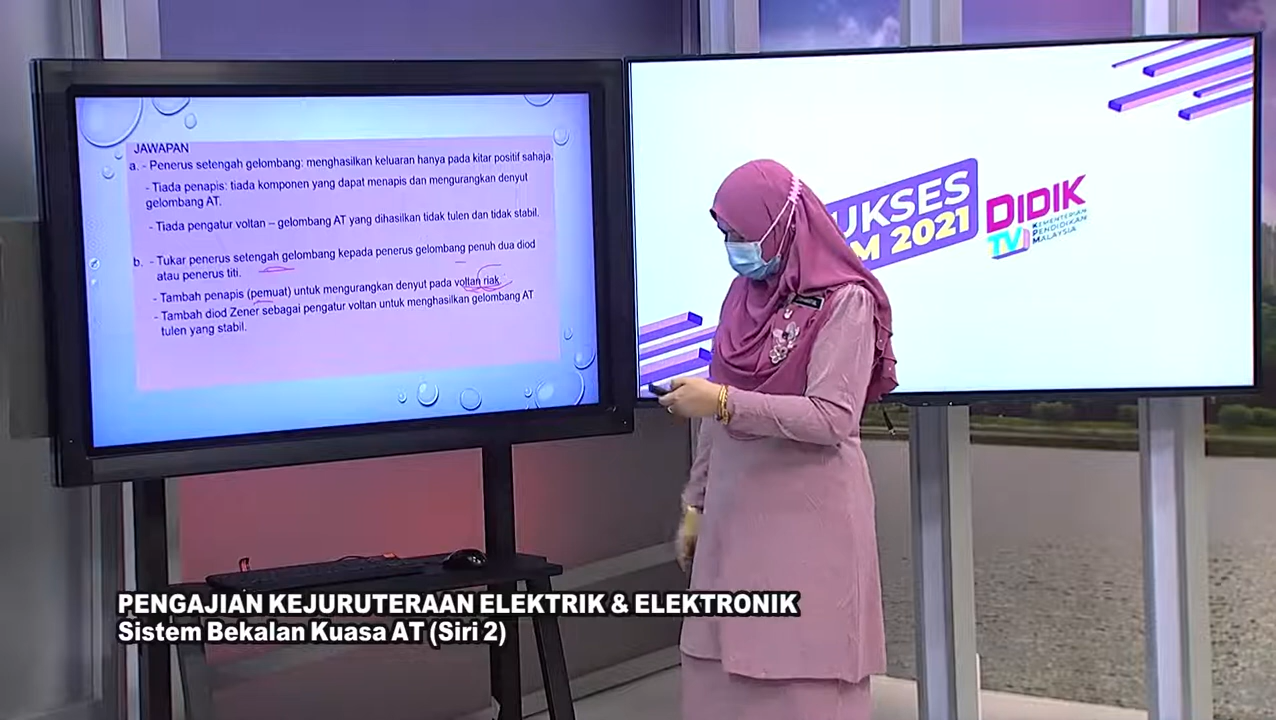 JAWAPAN
a. - Penerus setengah gelombang: menghasilkan keluaran hanya pada kitar positif sahaja.
- Tiada penapis: tiada komponen yang dapat menapis dan mengurangkan denyut
gelombang AT.
- Tiada pengatur voltan – gelombang AT yang dihasilkan tidak tulen dan tidak stabil.
b. - Tukar penerus setengah gelombang kepada penerus gelombang penuh dua diod
atau penerus titi.
- Tambah penapis (pemuat) untuk mengurangkan denyut pada voltan riak.
- Tambah diod Zener sebagai pengatur voltan untuk menghasilkan gelombang AT
tulen yang stabil.
UKSES
M 2021
DIDIK
TV
KEMENTERIAN
PENDIDIKAN
MALAYSIA
PENGAJIAN KEJURUTERAAN ELEKTRIK & ELEKTRONIK
Sistem Bekalan Kuasa AT (Siri 2)